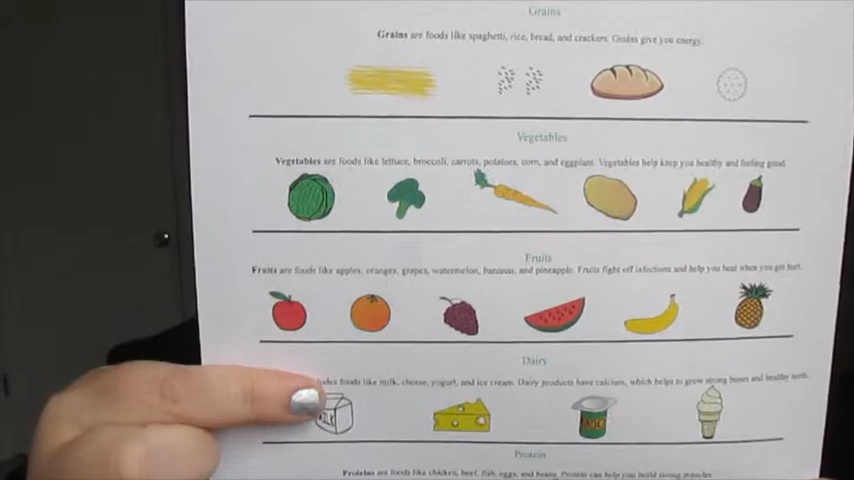 Grains
Grains are foods like spaghetti, rice, bread, and crackers. Grains give you energy.
Vegetables
Vegetables are foods like lettuce, broccoli, carrots, potatoes, corn, and eggplant. Vegetables help keep you healthy and feeling good.
Fruits
Fruits are foods like apples, oranges, grapes, watermelon, bananas, and pineapple. Fruits fight off infections and help you heal when you get hurt.
Dairy
foods like milk, cheese, yogurt, and ice cream. Dairy products have calcium, which helps to grow strong bones and healthy teeth.
Protein
Proteins are foods like chicken, beef, fish, eggs, and beans. Protein can help you build strong muscles.